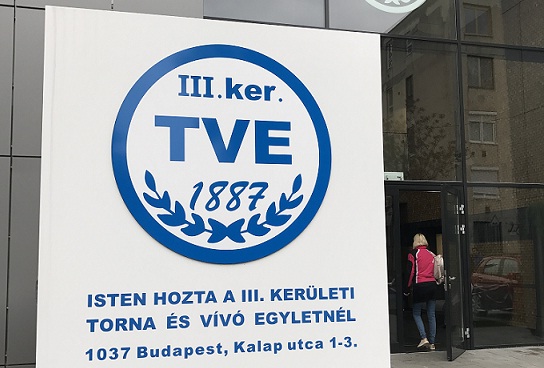 III.ker.
TVE
1887
ISTEN HOZTA A III. KERÜLETI
TORNA ÉS VÍVÓ EGYLETNÉL
1037 Budapest, Kalap utca 1-3.